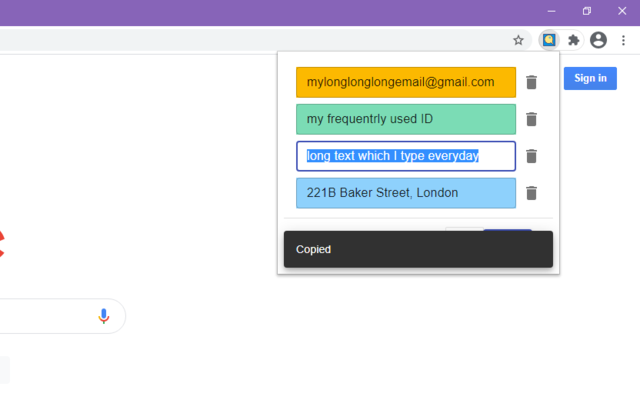 Sign in
mylonglonglongemail@gmail.com
my frequentrly used ID
long text which I type everyday
221B Baker Street, London
Copied